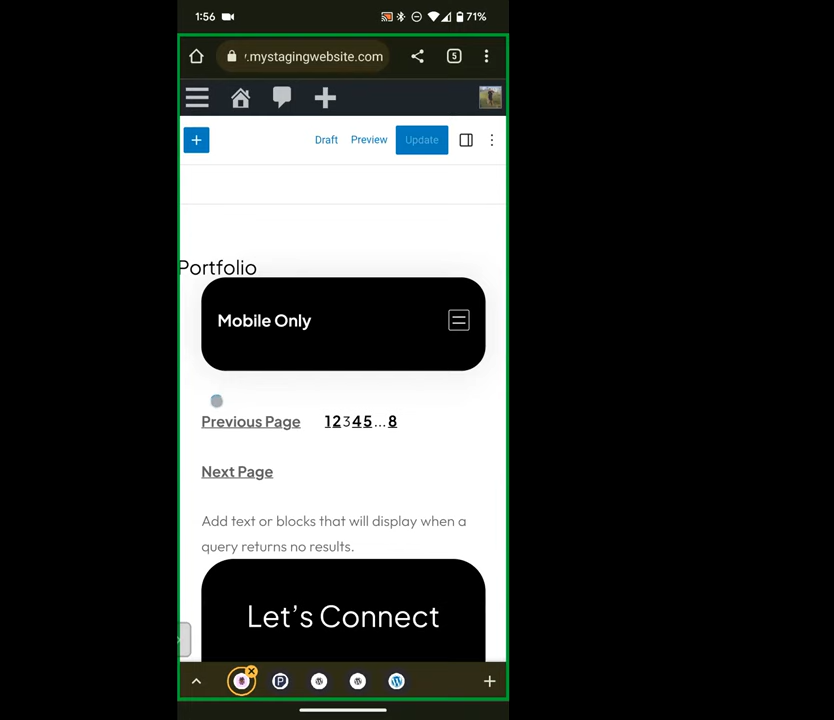 1:56 71%
.mystagingwebsite.com 5
Draft Preview Update
Portfolio
Mobile Only
Previous Page 1 2 3 4 5 ... 8
Next Page
Add text or blocks that will display when a
query returns no results.
Let’s Connect